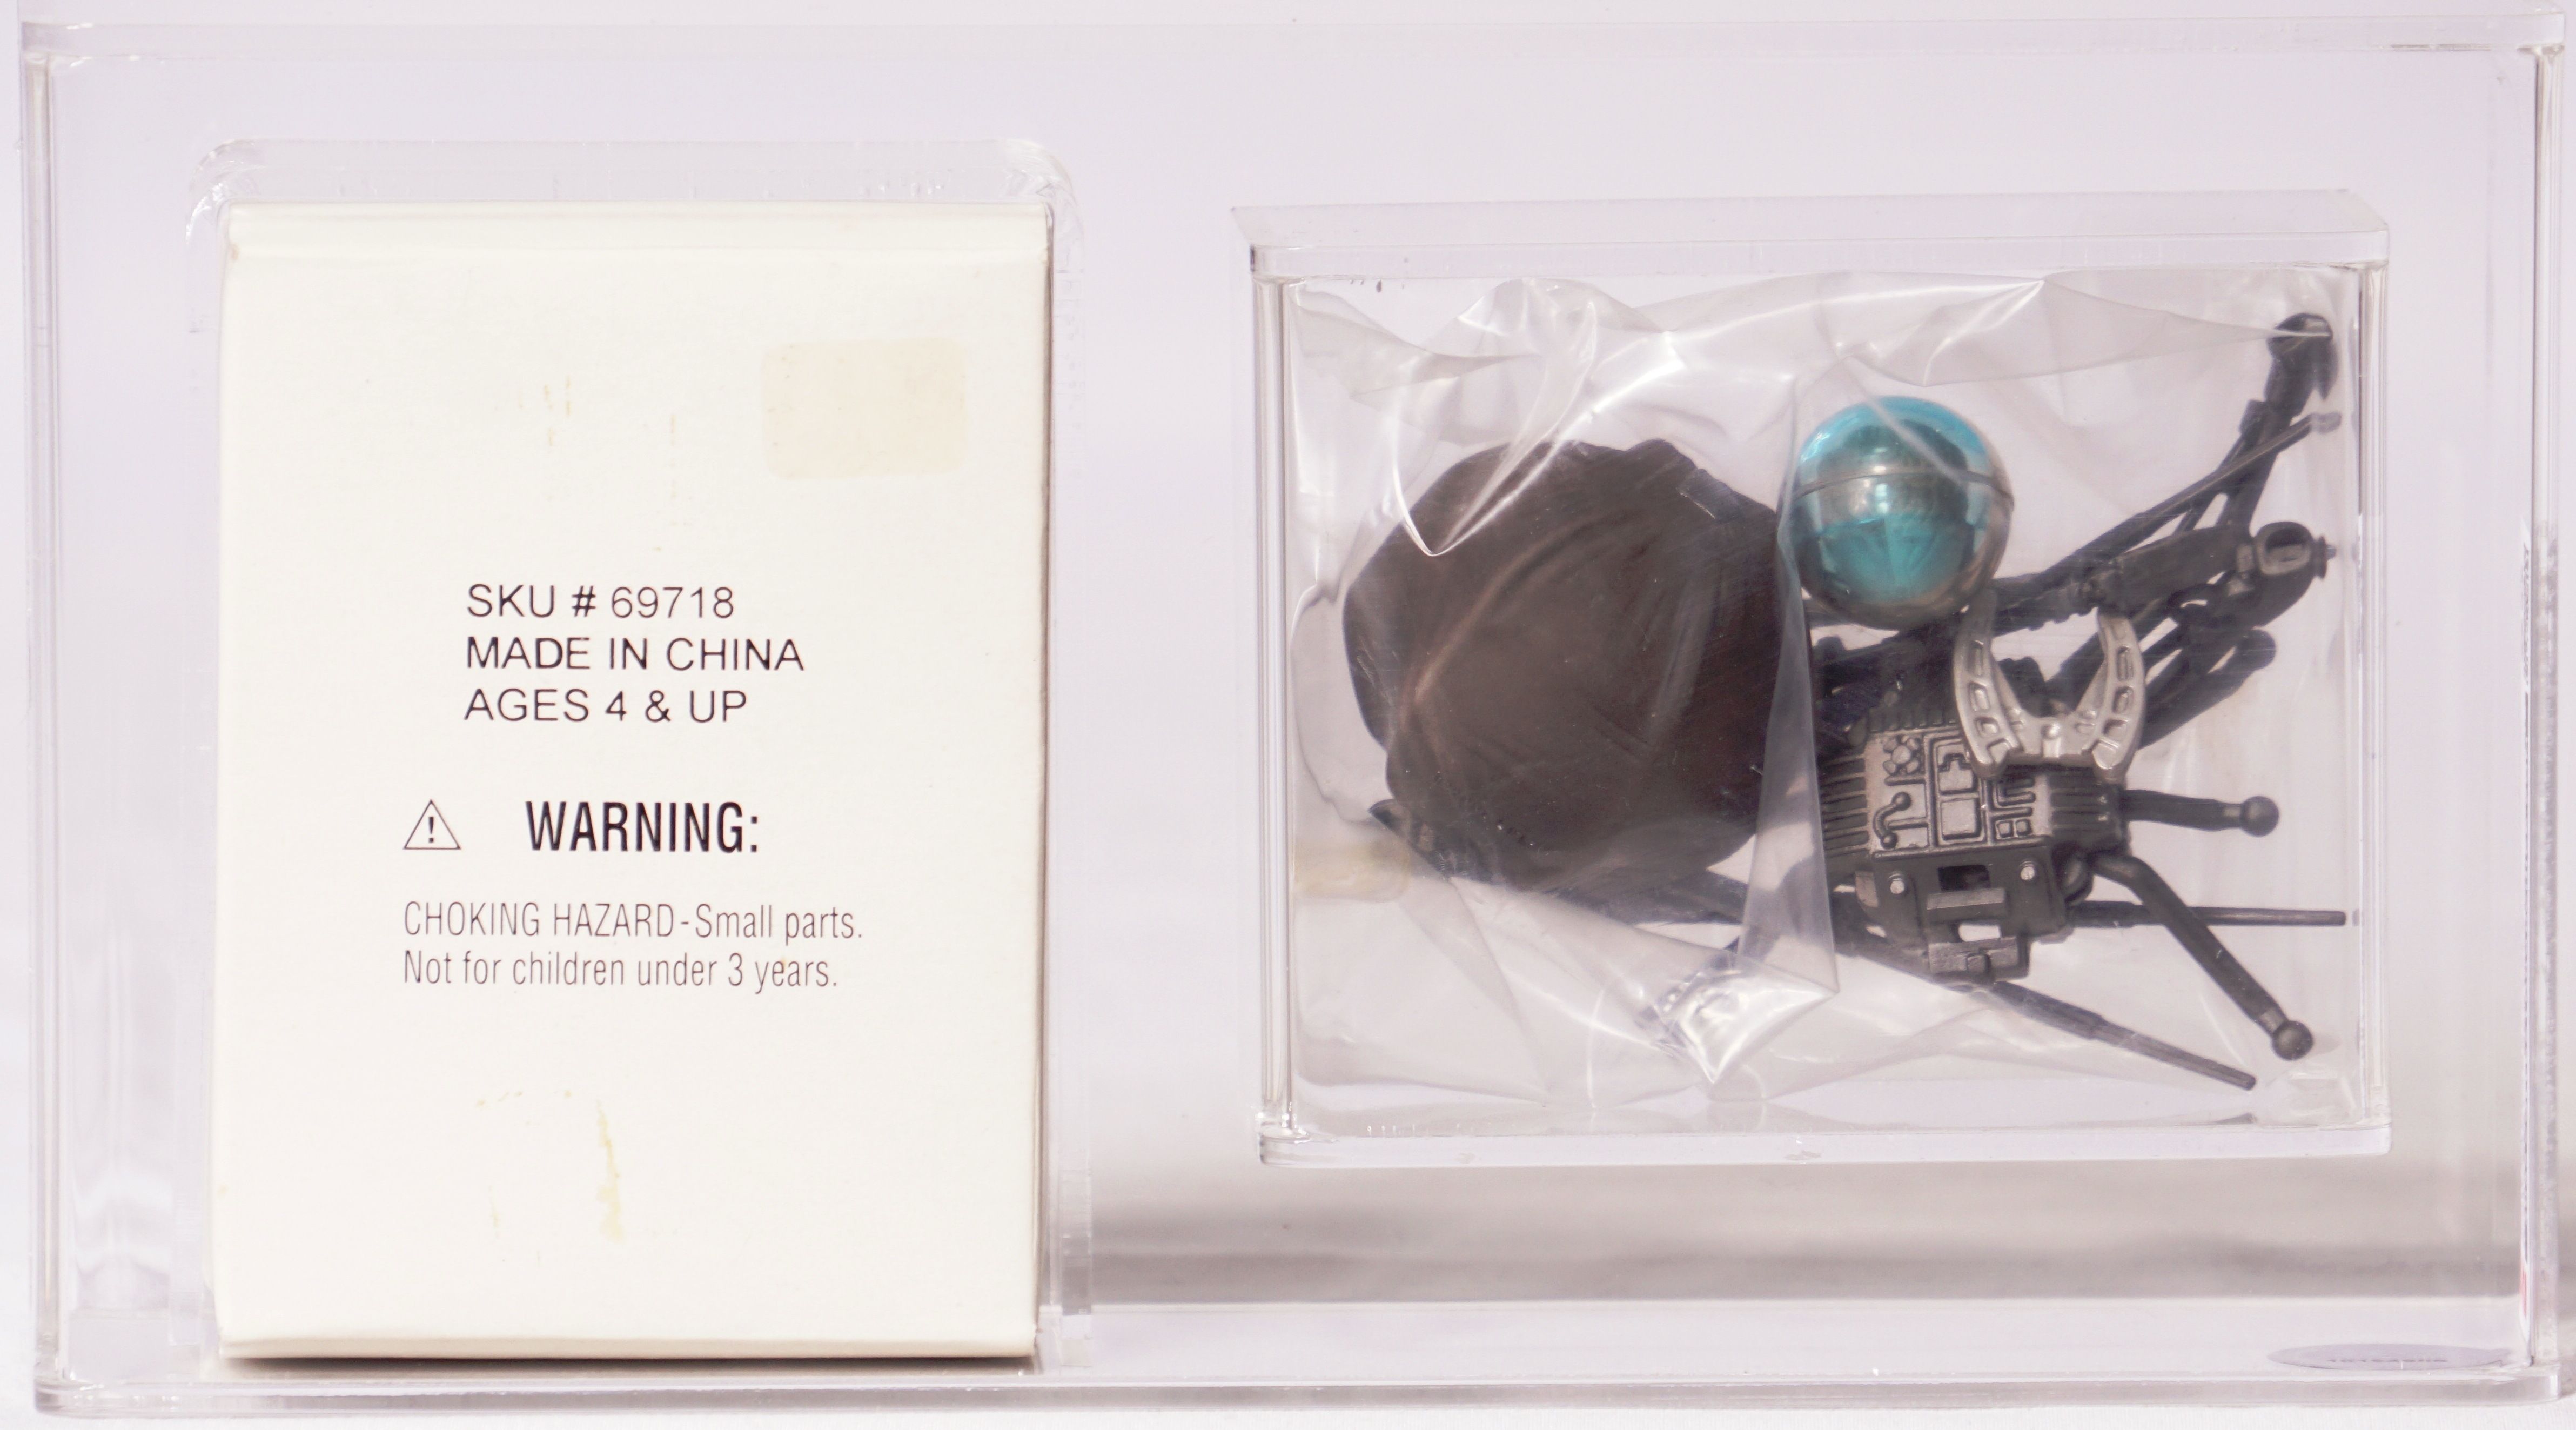 SKU # 69718
MADE IN CHINA
AGES 4 & UP
WARNING:
CHOKING HAZARD-Small parts.
Not for children under 3 years.